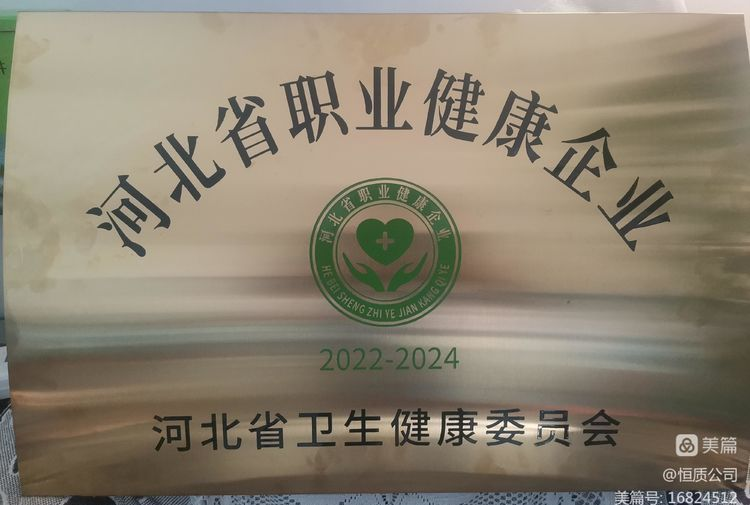 河北省职业健康企业
河北省职业健康企业
HE BEI SHENG ZHI YE JIAN KANG QI YE
2022-2024
河北省卫生健康委员会
美篇
@恒质公司
美篇号: 16824512